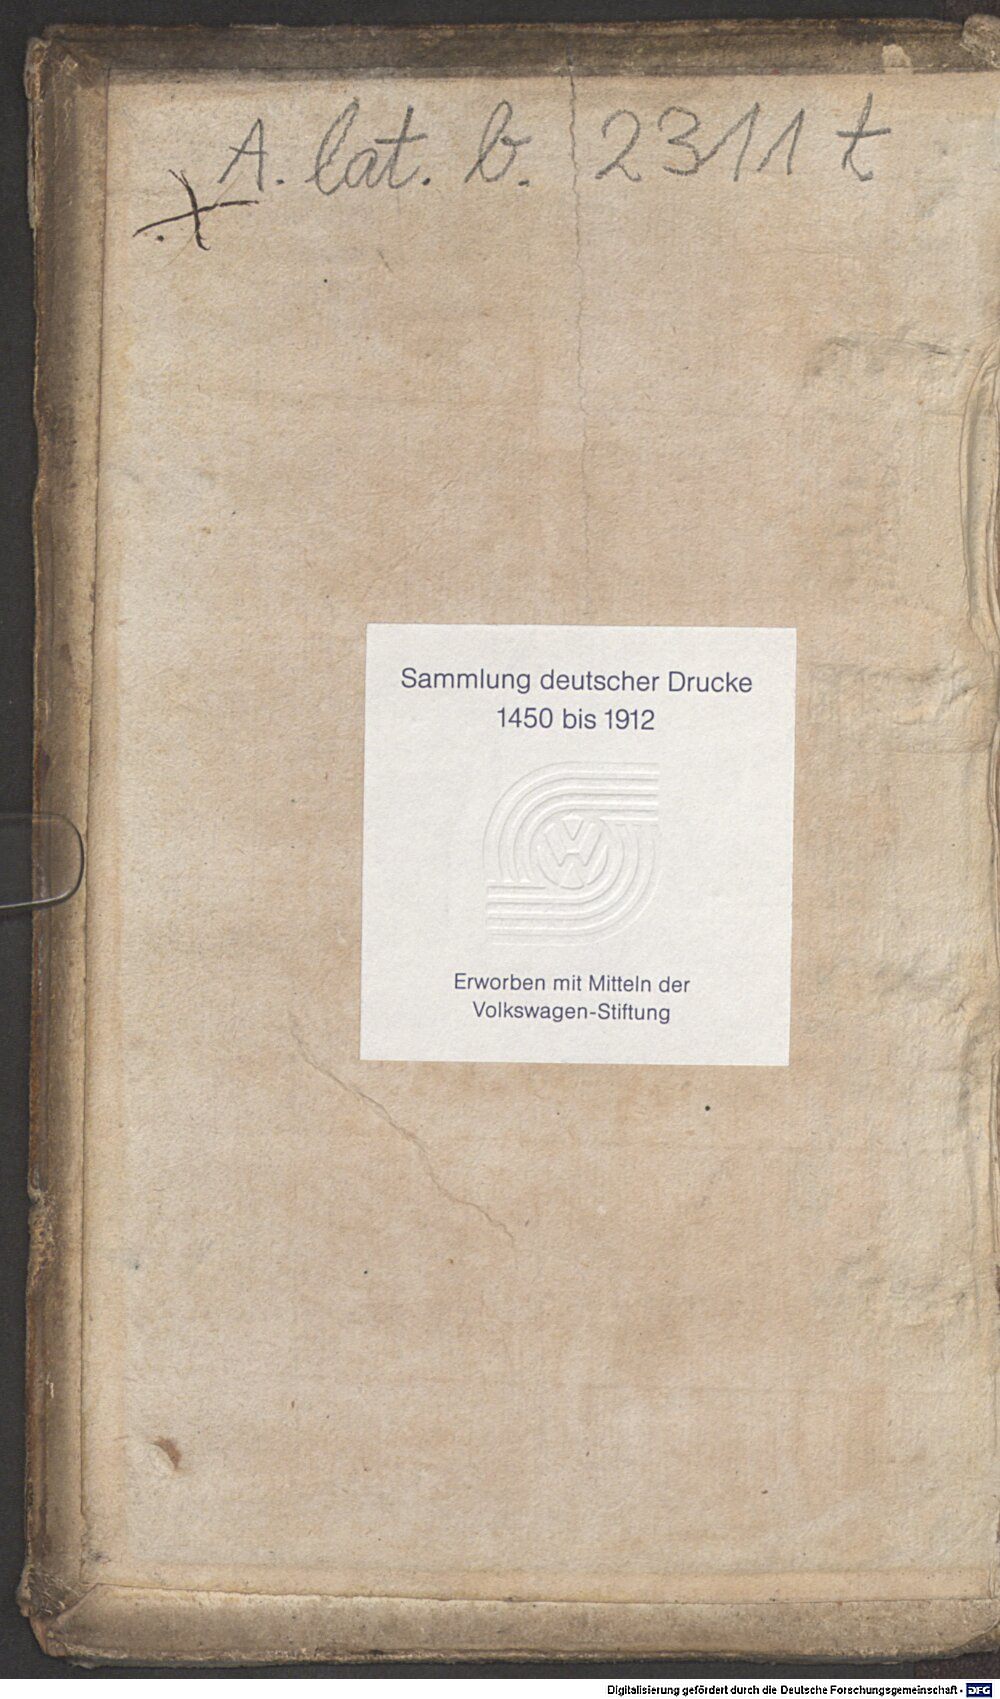 A. lat. b. 2311 t
Sammlung deutscher Drucke
1450 bis 1912
Erworben mit Mitteln der
Volkswagen-Stiftung
Digitalisierung gefördert durch die Deutsche Forschungsgemeinschaft - DFG